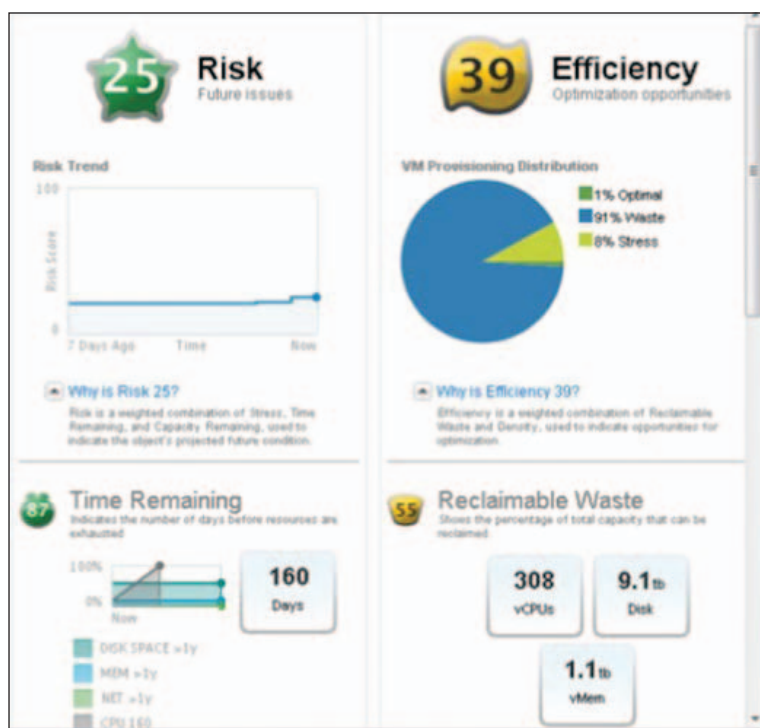 25 Risk
Future issues
Risk Trend
100
Risk Score
0
7 Days Ago Time Now
Why is Risk 25?
Risk is a weighted combination of Stress, Time
Remaining, and Capacity Remaining, used to
indicate the object's projected future condition.
87 Time Remaining
Indicates the number of days before resources are
exhausted
100%
0%
Now
160
Days
DISK SPACE >1y
MEM >1y
NET >1y
CPU 160
39 Efficiency
Optimization opportunities
VM Provisioning Distribution
1% Optimal
91% Waste
8% Stress
Why is Efficiency 39?
Efficiency is a weighted combination of Reclaimable
Waste and Density, used to indicate opportunities for
optimization
55 Reclaimable Waste
Shows the percentage of total capacity that can be
reclaimed
308
vCPUs
9.1tb
Disk
1.1tb
vMem